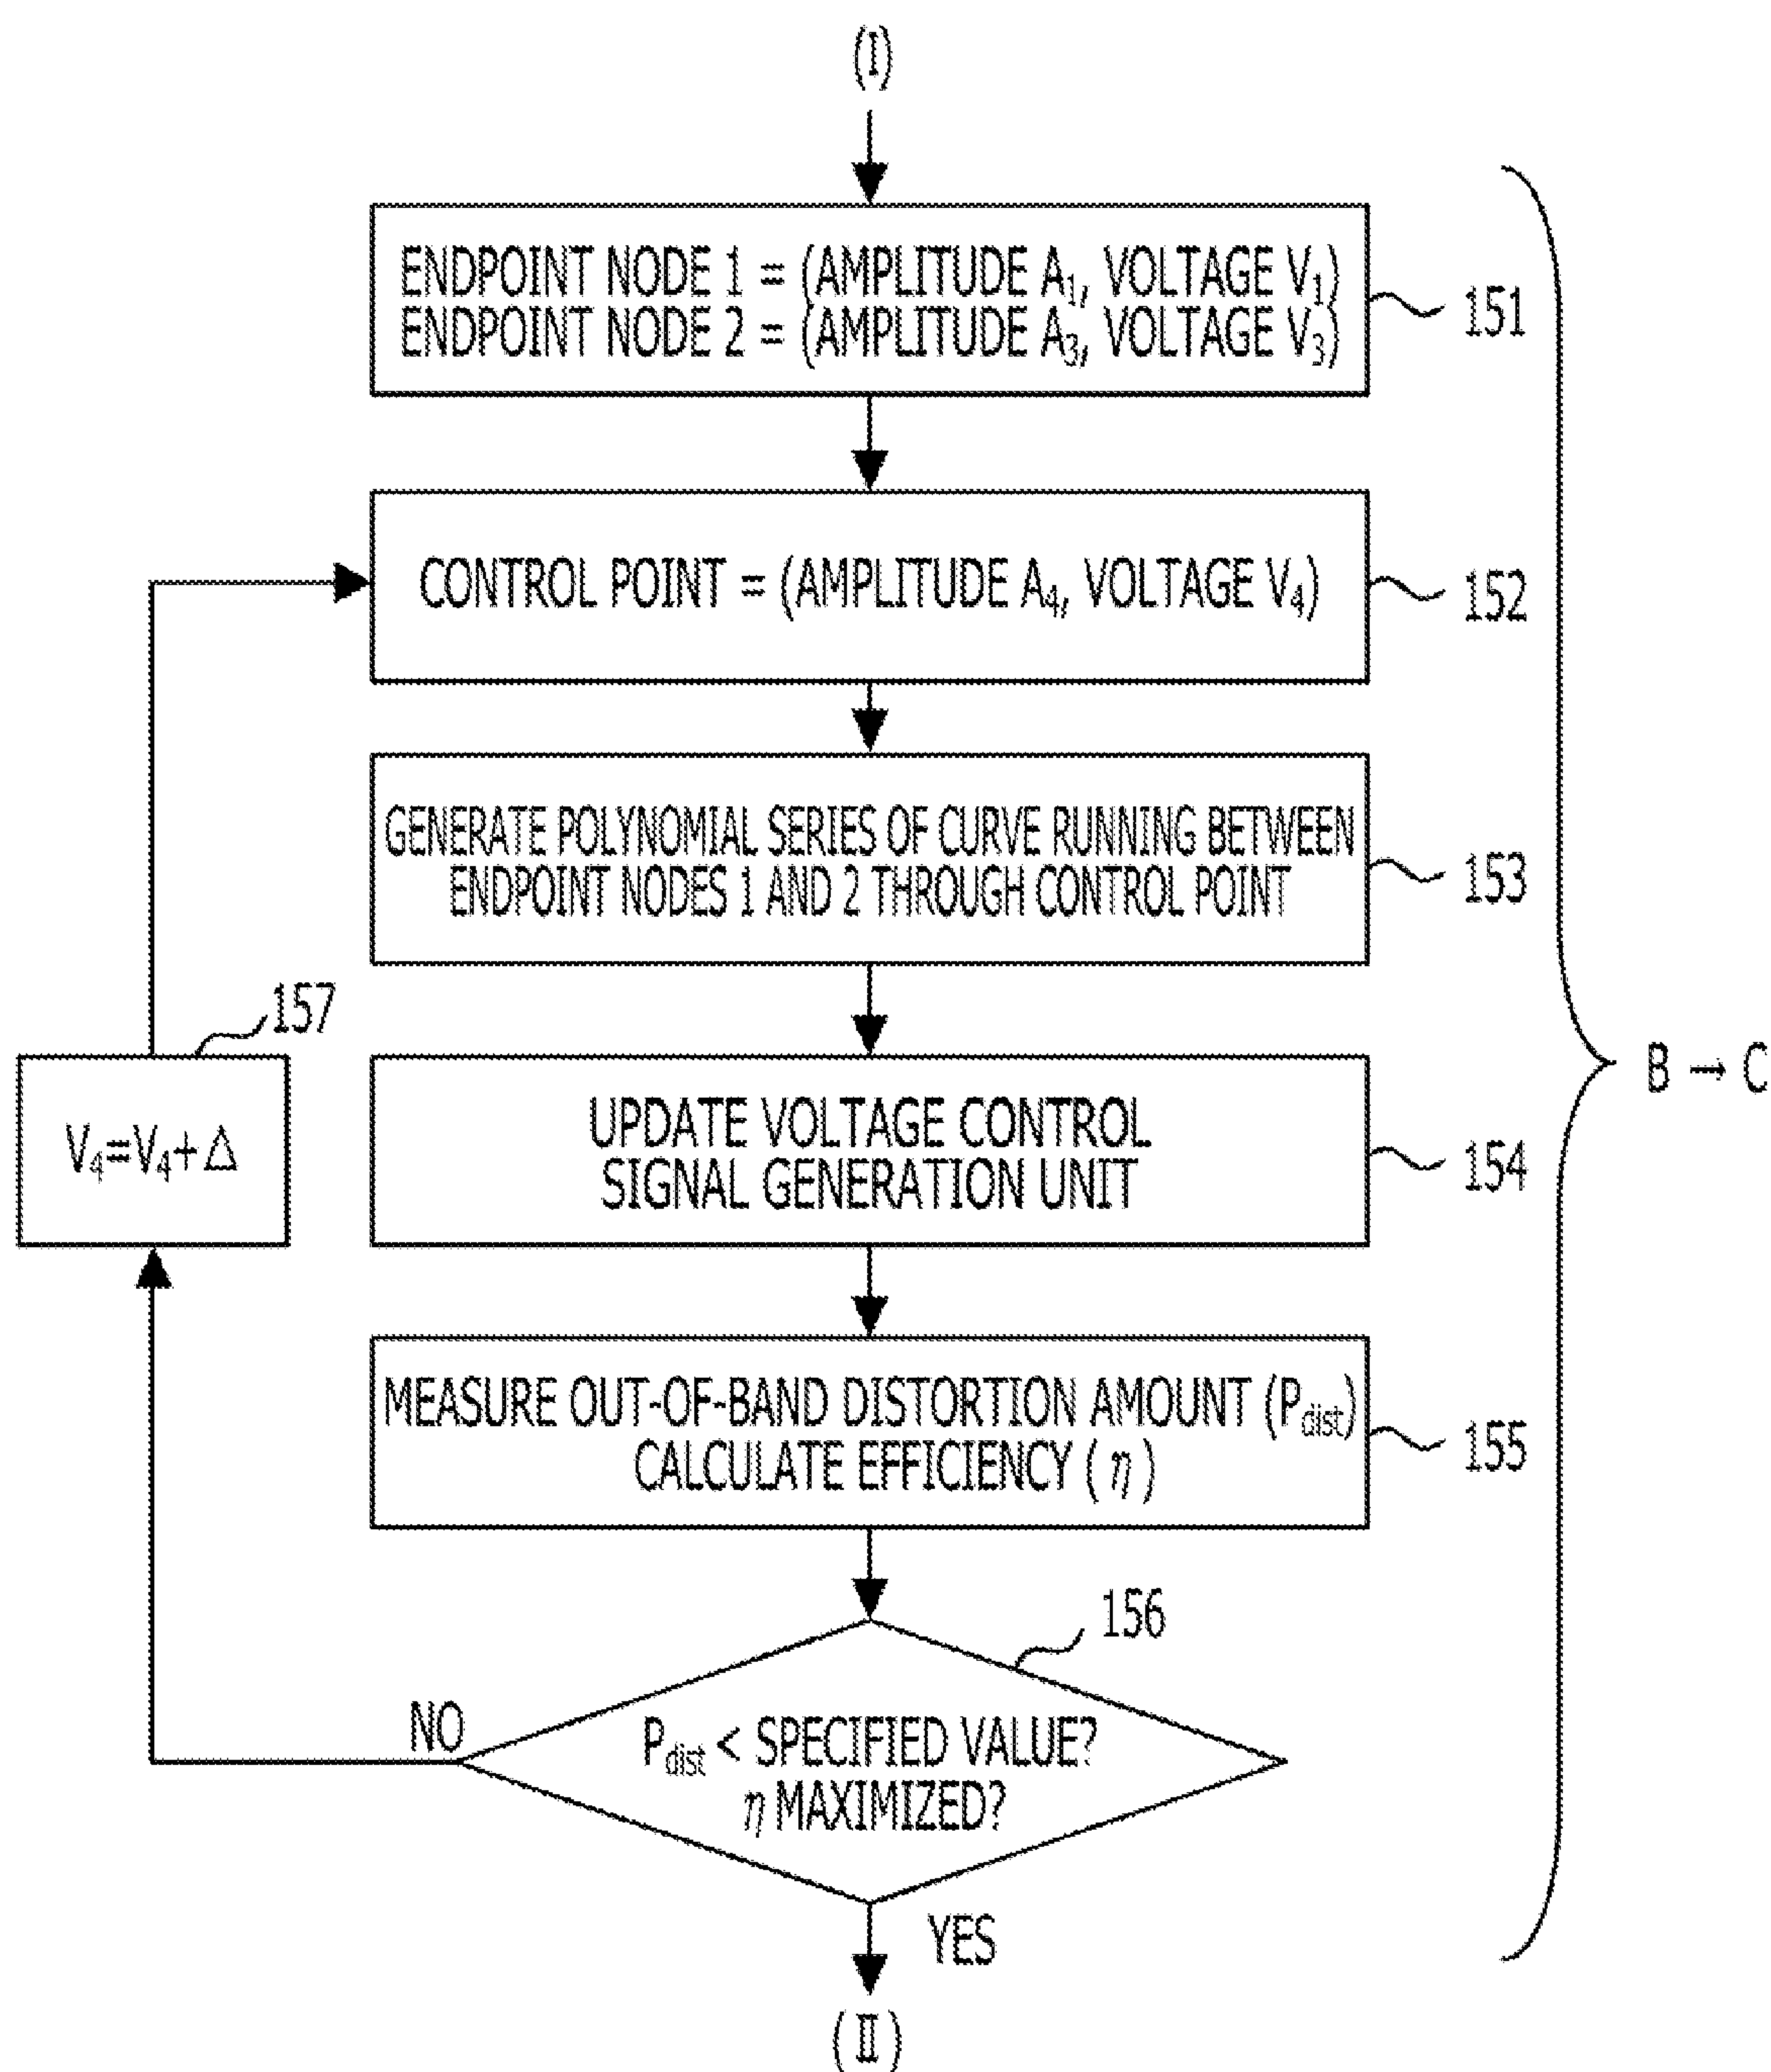 (I)
ENDPOINT NODE 1 = (AMPLITUDE A₁, VOLTAGE V₁)
ENDPOINT NODE 2 = (AMPLITUDE A₃, VOLTAGE V₃)
151
CONTROL POINT = (AMPLITUDE A₄, VOLTAGE V₄)
152
GENERATE POLYNOMIAL SERIES OF CURVE RUNNING BETWEEN
ENDPOINT NODES 1 AND 2 THROUGH CONTROL POINT
153
157
V₄=V₄+Δ
UPDATE VOLTAGE CONTROL
SIGNAL GENERATION UNIT
154
B → C
MEASURE OUT-OF-BAND DISTORTION AMOUNT (P_dist)
CALCULATE EFFICIENCY (η)
155
156
NO
P_dist < SPECIFIED VALUE?
η MAXIMIZED?
YES
(II)